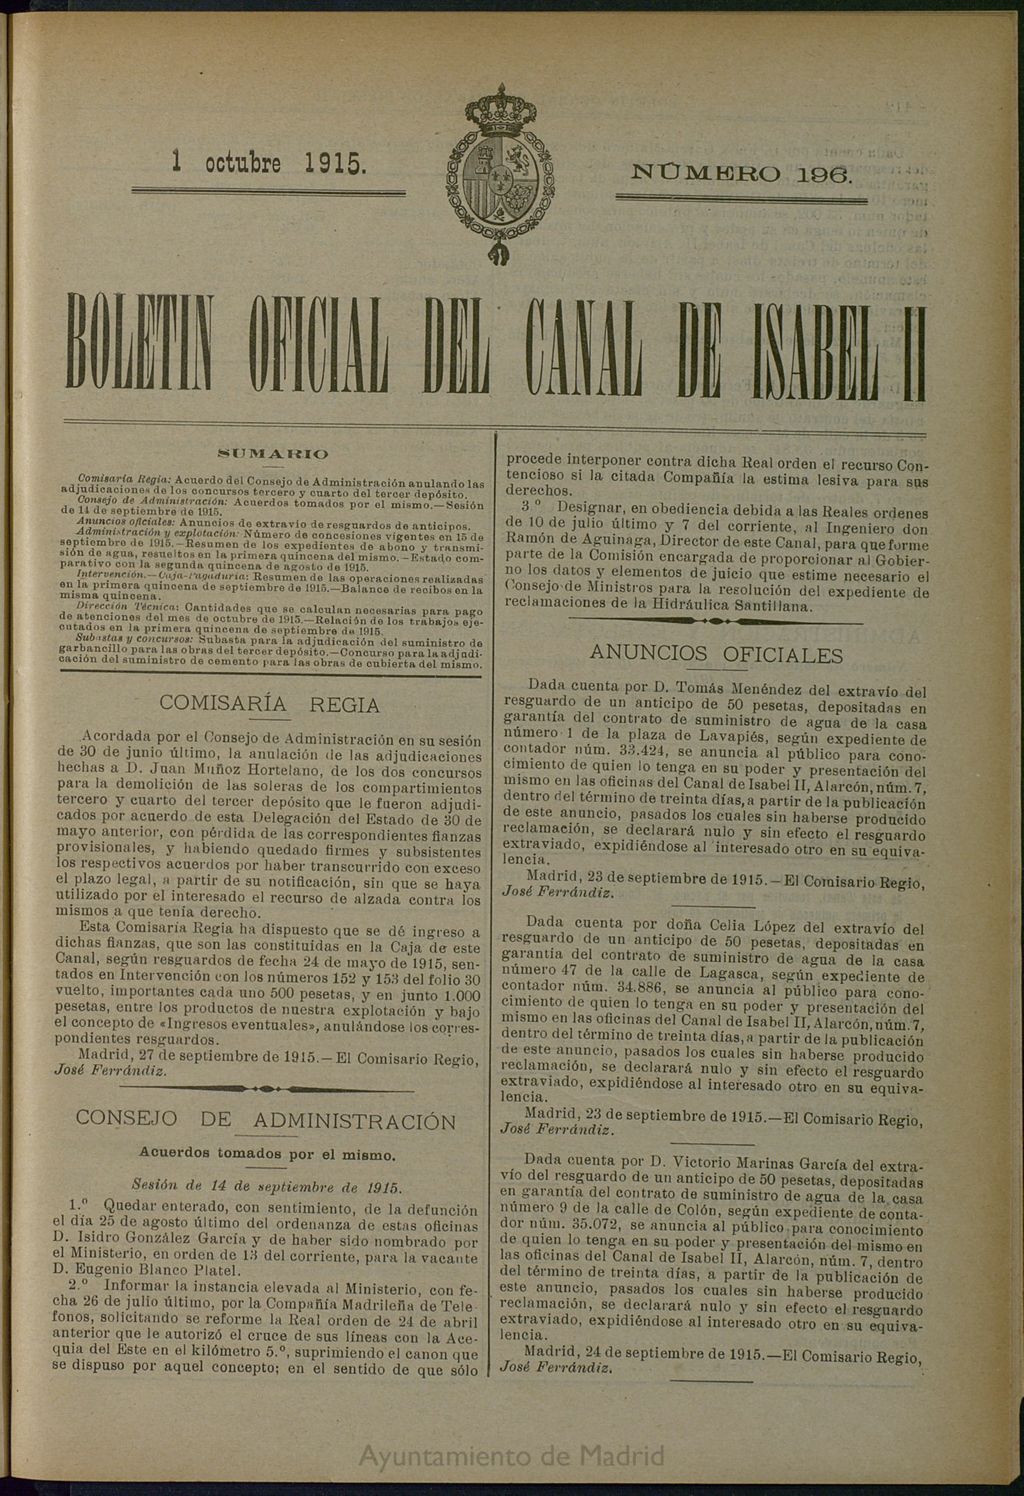 1 octubre 1915.
NÚMERO 196.
BOLETIN OFICIAL DEL CANAL DE ISABEL II
SUMARIO
Comisaría Regia: Acuerdo del Consejo de Administración anulando las
adjudicaciones de los concursos tercero y cuarto del tercer depósito.
Consejo de Administración: Acuerdos tomados por el mismo.—Sesión
de 14 de septiembre de 1915.
Anuncios oficiales: Anuncios de extravío de resguardos de anticipos.
Administración y explotación: Número de concesiones vigentes en 15 de
septiembre de 1915.—Resumen de los expedientes de abono y transmi-
sión de agua, resueltos en la primera quincena del mismo.—Estado com-
parativo con la segunda quincena de agosto de 1915.
Intervención.—Caja-Pagaduría: Resumen de las operaciones realizadas
en la primera quincena de septiembre de 1915.—Balance de recibos en la
misma quincena.
Dirección Técnica: Cantidades que se calculan necesarias para pago
de atenciones del mes de octubre de 1915.—Relación de los trabajos eje-
cutados en la primera quincena de septiembre de 1915.
Subastas y concursos: Subasta para la adjudicación del suministro de
garbancillo para las obras del tercer depósito.—Concurso para la adjudi-
cación del suministro de cemento para las obras de cubierta del mismo.
COMISARÍA REGIA
Acordada por el Consejo de Administración en su sesión
de 30 de junio último, la anulación de las adjudicaciones
hechas a D. Juan Muñoz Hortelano, de los dos concursos
para la demolición de las soleras de los compartimientos
tercero y cuarto del tercer depósito que le fueron adjudi-
cados por acuerdo de esta Delegación del Estado de 30 de
mayo anterior, con pérdida de las correspondientes fianzas
provisionales, y habiendo quedado firmes y subsistentes
los respectivos acuerdos por haber transcurrido con exceso
el plazo legal, a partir de su notificación, sin que se haya
utilizado por el interesado el recurso de alzada contra los
mismos a que tenía derecho.
Esta Comisaría Regia ha dispuesto que se dé ingreso a
dichas fianzas, que son las constituídas en la Caja de este
Canal, según resguardos de fecha 24 de mayo de 1915, sen-
tados en Intervención con los números 152 y 153 del folio 30
vuelto, importantes cada uno 500 pesetas, y en junto 1.000
pesetas, entre los productos de nuestra explotación y bajo
el concepto de «Ingresos eventuales», anulándose los corres-
pondientes resguardos.
Madrid, 27 de septiembre de 1915.—El Comisario Regio,
José Ferrándiz.
CONSEJO DE ADMINISTRACIÓN
Acuerdos tomados por el mismo.
Sesión de 14 de septiembre de 1915.
1.º Quedar enterado, con sentimiento, de la defunción
el día 25 de agosto último del ordenanza de estas oficinas
D. Isidro González García y de haber sido nombrado por
el Ministerio, en orden de 13 del corriente, para la vacante
D. Eugenio Blanco Platel.
2.º Informar la instancia elevada al Ministerio, con fe-
cha 26 de julio último, por la Compañía Madrileña de Tele
fonos, solicitando se reforme la Real orden de 24 de abril
anterior que le autorizó el cruce de sus líneas con la Ace-
quia del Este en el kilómetro 5.º, suprimiendo el canon que
se dispuso por aquel concepto; en el sentido de que sólo
procede interponer contra dicha Real orden el recurso Con-
tencioso si la citada Compañía la estima lesiva para sus
derechos.
3.º Designar, en obediencia debida a las Reales ordenes
de 10 de julio último y 7 del corriente, al Ingeniero don
Ramón de Aguinaga, Director de este Canal, para que forme
parte de la Comisión encargada de proporcionar al Gobier-
no los datos y elementos de juicio que estime necesario el
Consejo de Ministros para la resolución del expediente de
reclamaciones de la Hidráulica Santillana.
ANUNCIOS OFICIALES
Dada cuenta por D. Tomás Menéndez del extravío del
resguardo de un anticipo de 50 pesetas, depositadas en
garantía del contrato de suministro de agua de la casa
número 1 de la plaza de Lavapiés, según expediente de
contador núm. 33.424, se anuncia al público para cono-
cimiento de quien lo tenga en su poder y presentación del
mismo en las oficinas del Canal de Isabel II, Alarcón, núm. 7,
dentro del término de treinta días, a partir de la publicación
de este anuncio, pasados los cuales sin haberse producido
reclamación, se declarará nulo y sin efecto el resguardo
extraviado, expidiéndose al interesado otro en su equiva-
lencia.
Madrid, 23 de septiembre de 1915.—El Comisario Regio,
José Ferrándiz.
Dada cuenta por doña Celia López del extravío del
resguardo de un anticipo de 50 pesetas, depositadas en
garantía del contrato de suministro de agua de la casa
número 47 de la calle de Lagasca, según expediente de
contador núm. 34.886, se anuncia al público para cono-
cimiento de quien lo tenga en su poder y presentación del
mismo en las oficinas del Canal de Isabel II, Alarcón, núm. 7,
dentro del término de treinta días, a partir de la publicación
de este anuncio, pasados los cuales sin haberse producido
reclamación, se declarará nulo y sin efecto el resguardo
extraviado, expidiéndose al interesado otro en su equiva-
lencia.
Madrid, 23 de septiembre de 1915.—El Comisario Regio,
José Ferrándiz.
Dada cuenta por D. Victorio Marinas García del extra-
vío del resguardo de un anticipo de 50 pesetas, depositadas
en garantía del contrato de suministro de agua de la casa
número 9 de la calle de Colón, según expediente de conta-
dor núm. 35.072, se anuncia al público para conocimiento
de quien lo tenga en su poder y presentación del mismo en
las oficinas del Canal de Isabel II, Alarcón, núm. 7, dentro
del término de treinta días, a partir de la publicación de
este anuncio, pasados los cuales sin haberse producido
reclamación, se declarará nulo y sin efecto el resguardo
extraviado, expidiéndose al interesado otro en su equiva-
lencia.
Madrid, 24 de septiembre de 1915.—El Comisario Regio,
José Ferrándiz.
Ayuntamiento de Madrid